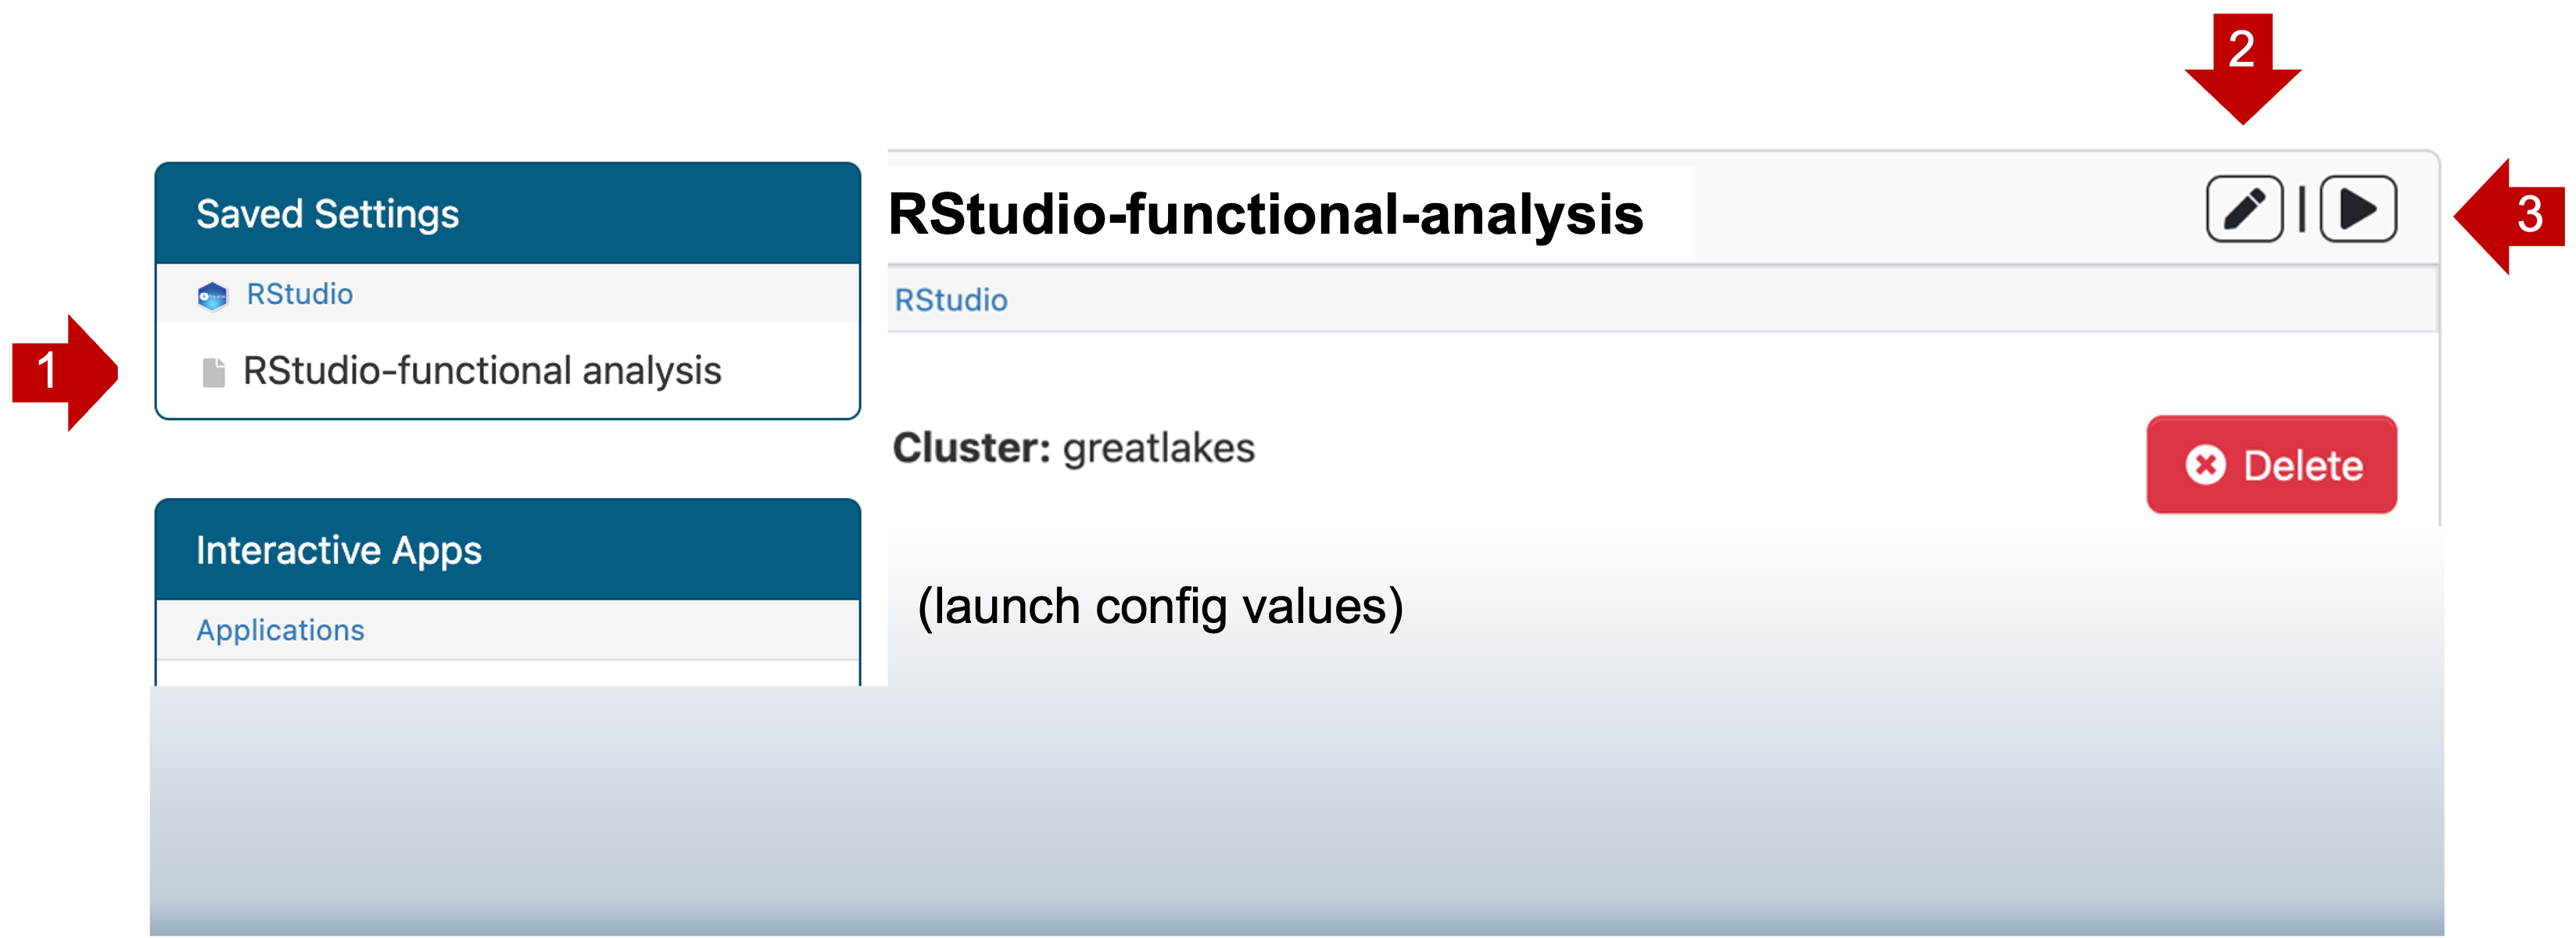 2
Saved Settings
RStudio-functional-analysis
3
RStudio
RStudio
1
RStudio-functional analysis
Cluster: greatlakes
Delete
Interactive Apps
(launch config values)
Applications